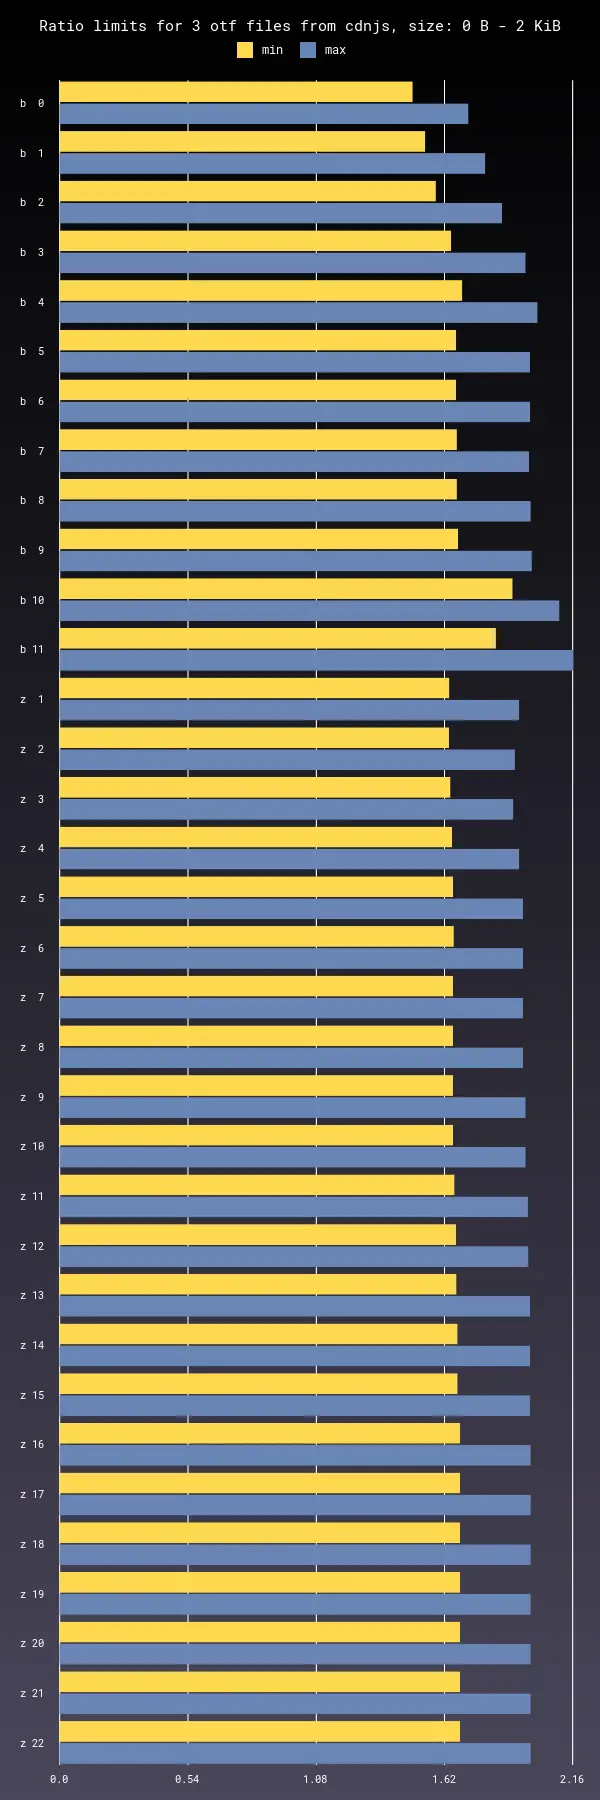 Ratio limits for 3 otf files from cdnjs, size: 0 B - 2 KiB
min max
b 0
b 1
b 2
b 3
b 4
b 5
b 6
b 7
b 8
b 9
b 10
b 11
z 1
z 2
z 3
z 4
z 5
z 6
z 7
z 8
z 9
z 10
z 11
z 12
z 13
z 14
z 15
z 16
z 17
z 18
z 19
z 20
z 21
z 22
0.0 0.54 1.08 1.62 2.16